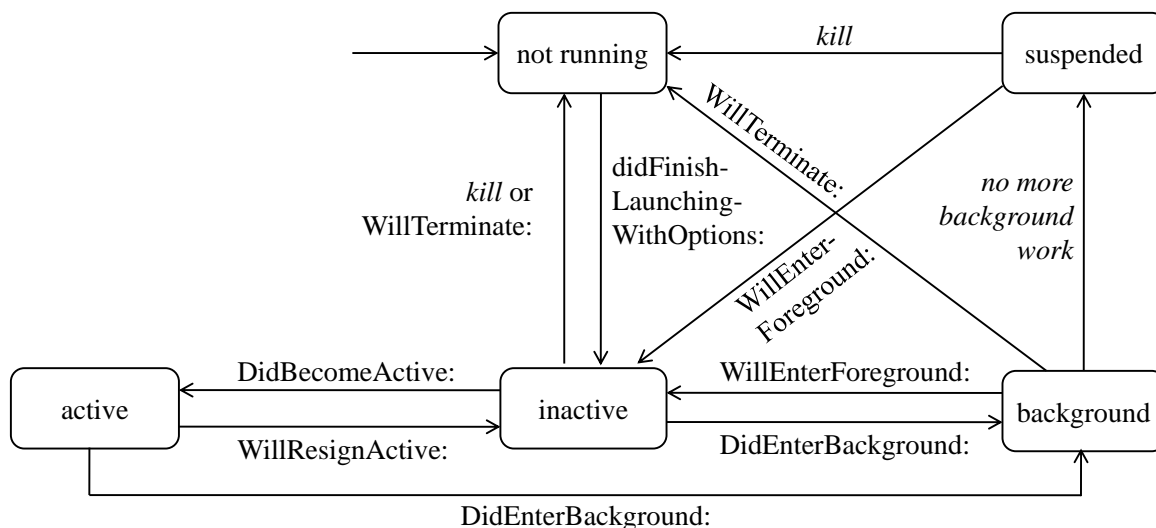 kill
not running
suspended
WillTerminate:
didFinish-
Launching-
WithOptions:
kill or
WillTerminate:
no more
background
work
WillEnter-
Foreground:
DidBecomeActive:
WillEnterForeground:
active
inactive
background
WillResignActive:
DidEnterBackground:
DidEnterBackground: